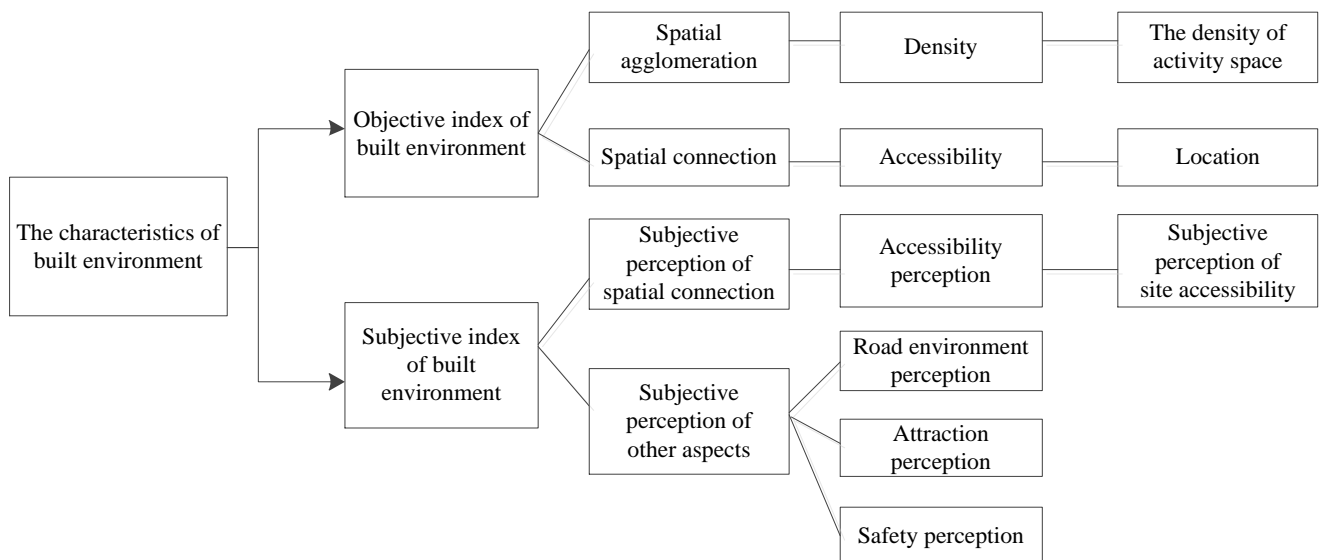 The characteristics of
built environment
Objective index of
built environment
Subjective index
of built
environment
Spatial
agglomeration
Density
The density of
activity space
Spatial connection
Accessibility
Location
Subjective
perception of
spatial connection
Accessibility
perception
Subjective
perception of
site accessibility
Subjective
perception of
other aspects
Road environment
perception
Attraction
perception
Safety perception